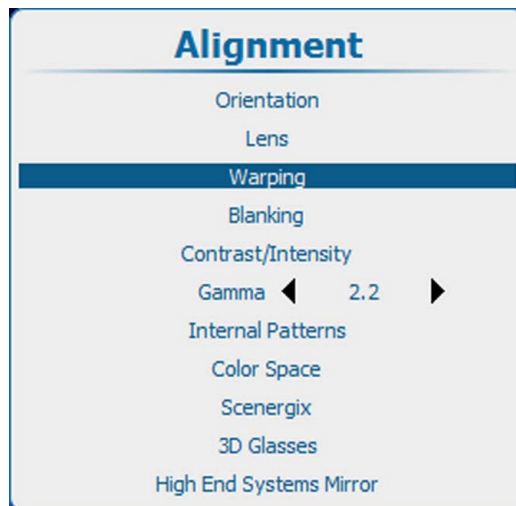 Alignment
Orientation
Lens
Warping
Blanking
Contrast/Intensity
Gamma 2.2
Internal Patterns
Color Space
Scenergix
3D Glasses
High End Systems Mirror